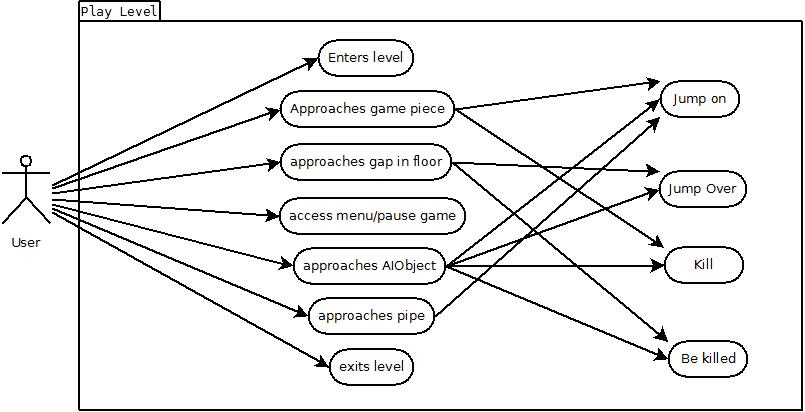 Play Level
Enters level
Approaches game piece
Jump on
approaches gap in floor
Jump Over
access menu/pause game
User
approaches AIObject
Kill
approaches pipe
exits level
Be killed